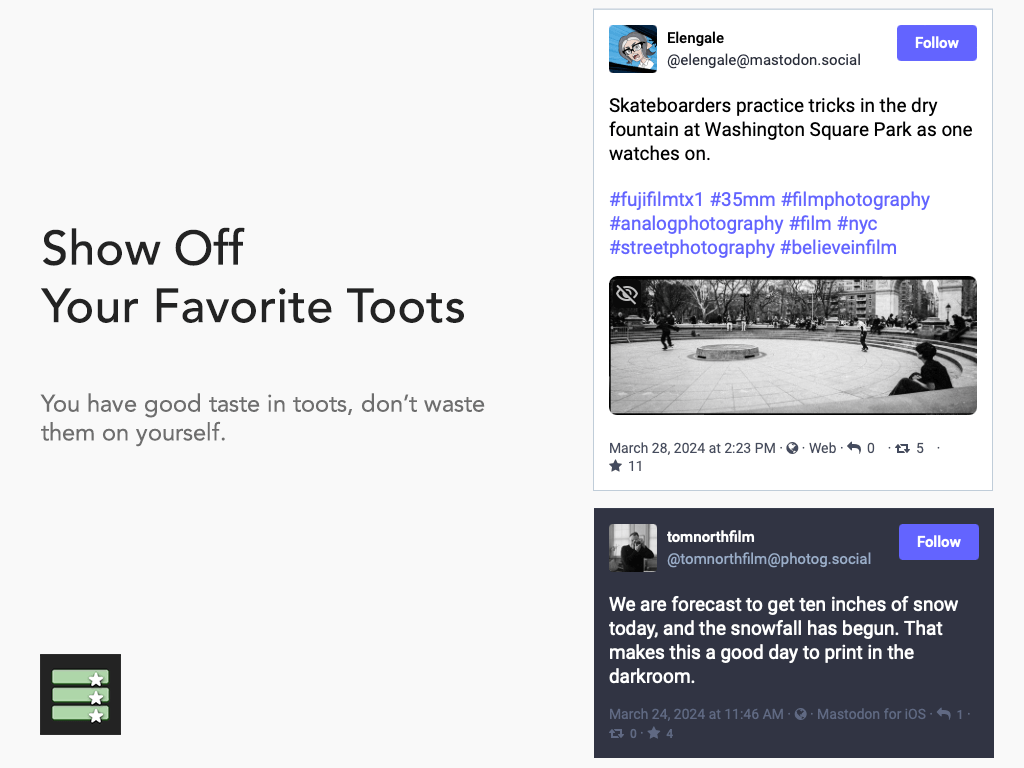 Show Off
Your Favorite Toots
You have good taste in toots, don’t waste
them on yourself.
Elengale
@elengale@mastodon.social
Follow
Skateboarders practice tricks in the dry
fountain at Washington Square Park as one
watches on.
#fujifilmtx1 #35mm #filmphotography
#analogphotography #film #nyc
#streetphotography #believeinfilm
March 28, 2024 at 2:23 PM · · Web · 0 · 5 ·
11
tomnorthfilm
@tomnorthfilm@photog.social
Follow
We are forecast to get ten inches of snow
today, and the snowfall has begun. That
makes this a good day to print in the
darkroom.
March 24, 2024 at 11:46 AM · · Mastodon for iOS · 1 ·
0 · 4